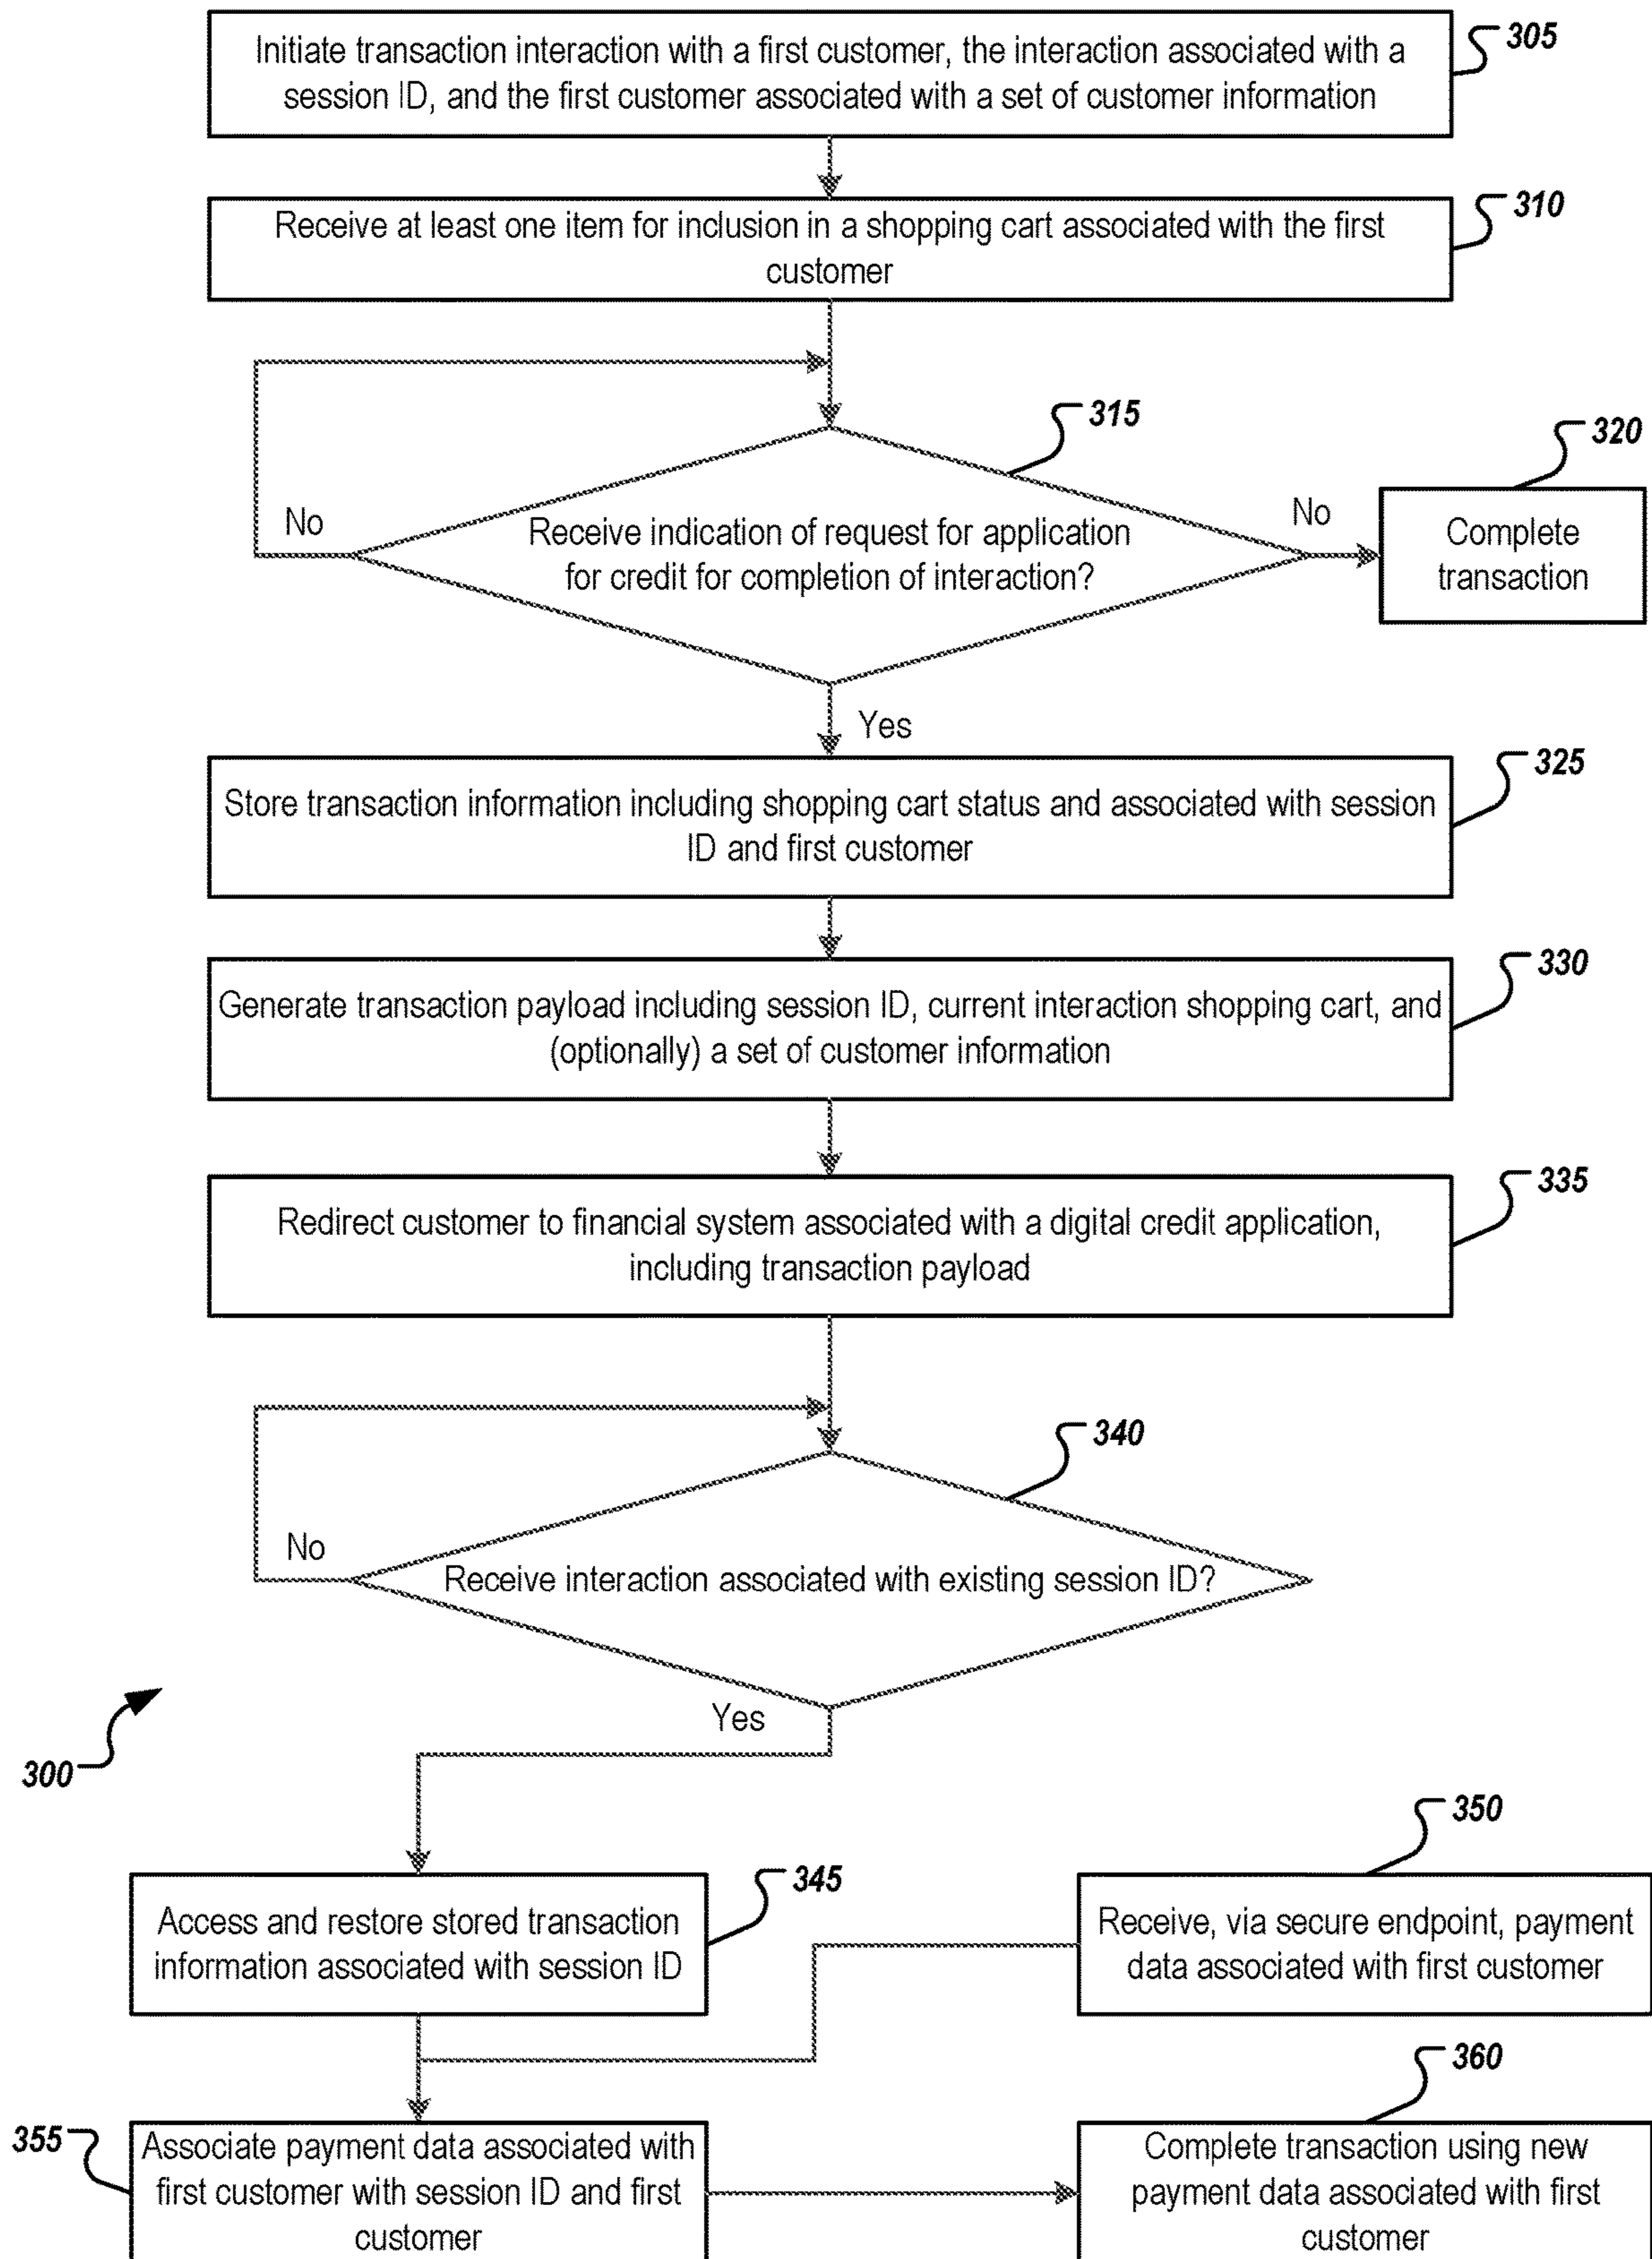 Initiate transaction interaction with a first customer, the interaction associated with a
session ID, and the first customer associated with a set of customer information
305
Receive at least one item for inclusion in a shopping cart associated with the first
customer
310
315
320
No
Receive indication of request for application
for credit for completion of interaction?
No
Complete
transaction
Yes
325
Store transaction information including shopping cart status and associated with session
ID and first customer
330
Generate transaction payload including session ID, current interaction shopping cart, and
(optionally) a set of customer information
335
Redirect customer to financial system associated with a digital credit application,
including transaction payload
340
No
Receive interaction associated with existing session ID?
Yes
300
345
Access and restore stored transaction
information associated with session ID
350
Receive, via secure endpoint, payment
data associated with first customer
355
Associate payment data associated with
first customer with session ID and first
customer
360
Complete transaction using new
payment data associated with first
customer